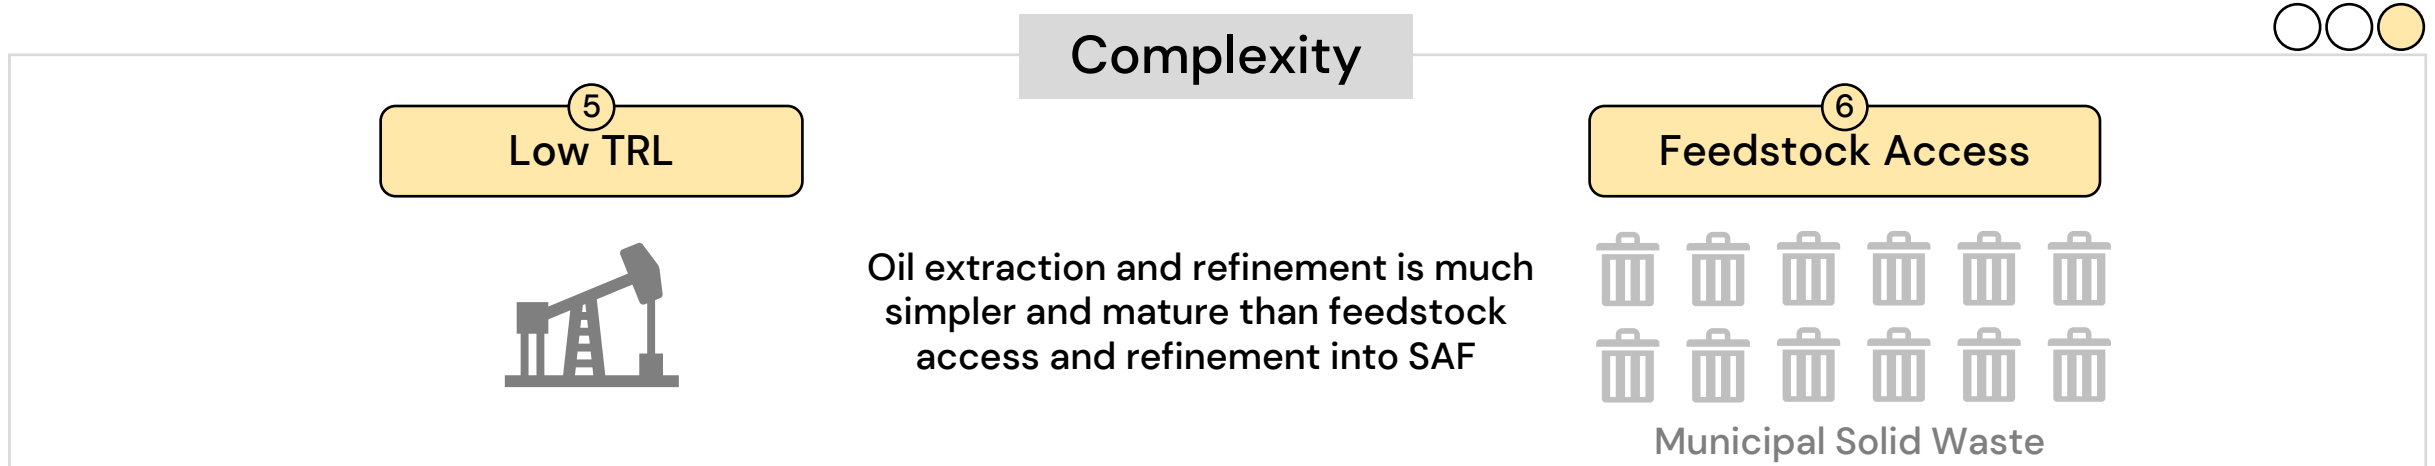 Complexity
5
Low TRL
6
Feedstock Access
Oil extraction and refinement is much
simpler and mature than feedstock
access and refinement into SAF
Municipal Solid Waste